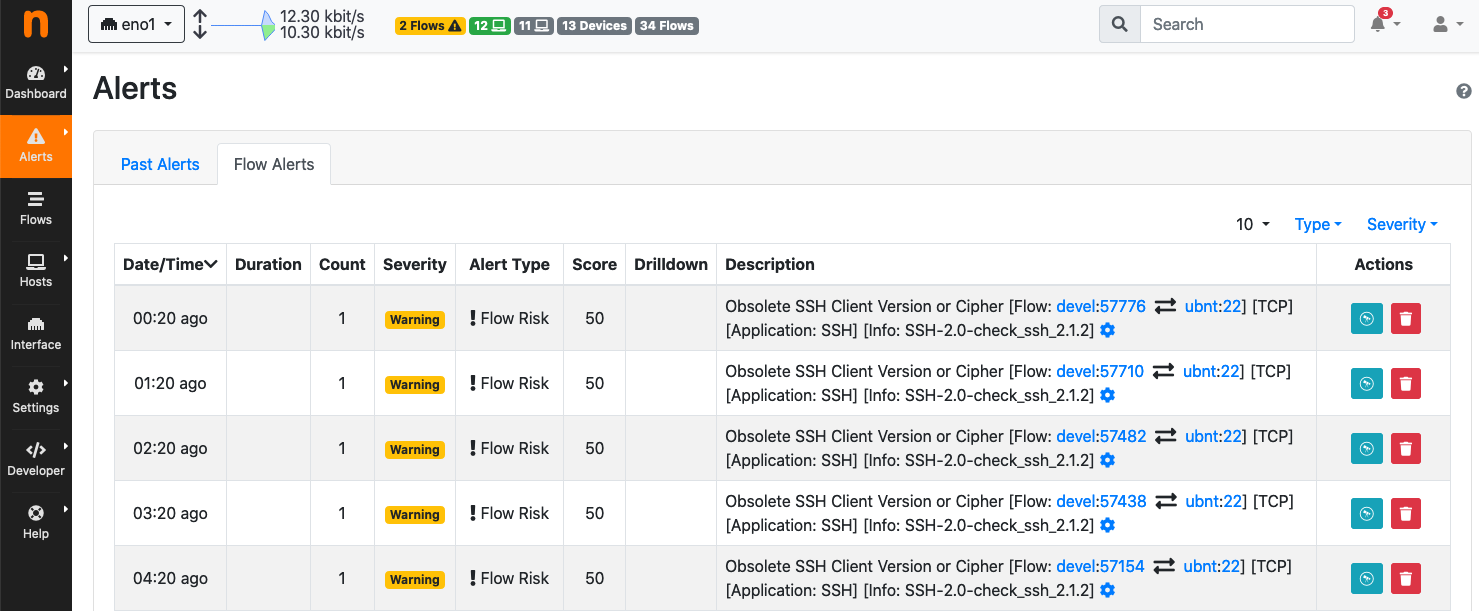 n
eno1
12.30 kbit/s
10.30 kbit/s
2 Flows 12 11 13 Devices 34 Flows
Search
3
Dashboard
Alerts
Flows
Hosts
Interface
Settings
Developer
Help
Alerts
Past Alerts Flow Alerts
10 Type Severity
Date/Time Duration Count Severity Alert Type Score Drilldown Description Actions
00:20 ago 1 Warning Flow Risk 50 Obsolete SSH Client Version or Cipher [Flow: devel:57776 ubnt:22] [TCP]
[Application: SSH] [Info: SSH-2.0-check_ssh_2.1.2]
01:20 ago 1 Warning Flow Risk 50 Obsolete SSH Client Version or Cipher [Flow: devel:57710 ubnt:22] [TCP]
[Application: SSH] [Info: SSH-2.0-check_ssh_2.1.2]
02:20 ago 1 Warning Flow Risk 50 Obsolete SSH Client Version or Cipher [Flow: devel:57482 ubnt:22] [TCP]
[Application: SSH] [Info: SSH-2.0-check_ssh_2.1.2]
03:20 ago 1 Warning Flow Risk 50 Obsolete SSH Client Version or Cipher [Flow: devel:57438 ubnt:22] [TCP]
[Application: SSH] [Info: SSH-2.0-check_ssh_2.1.2]
04:20 ago 1 Warning Flow Risk 50 Obsolete SSH Client Version or Cipher [Flow: devel:57154 ubnt:22] [TCP]
[Application: SSH] [Info: SSH-2.0-check_ssh_2.1.2]